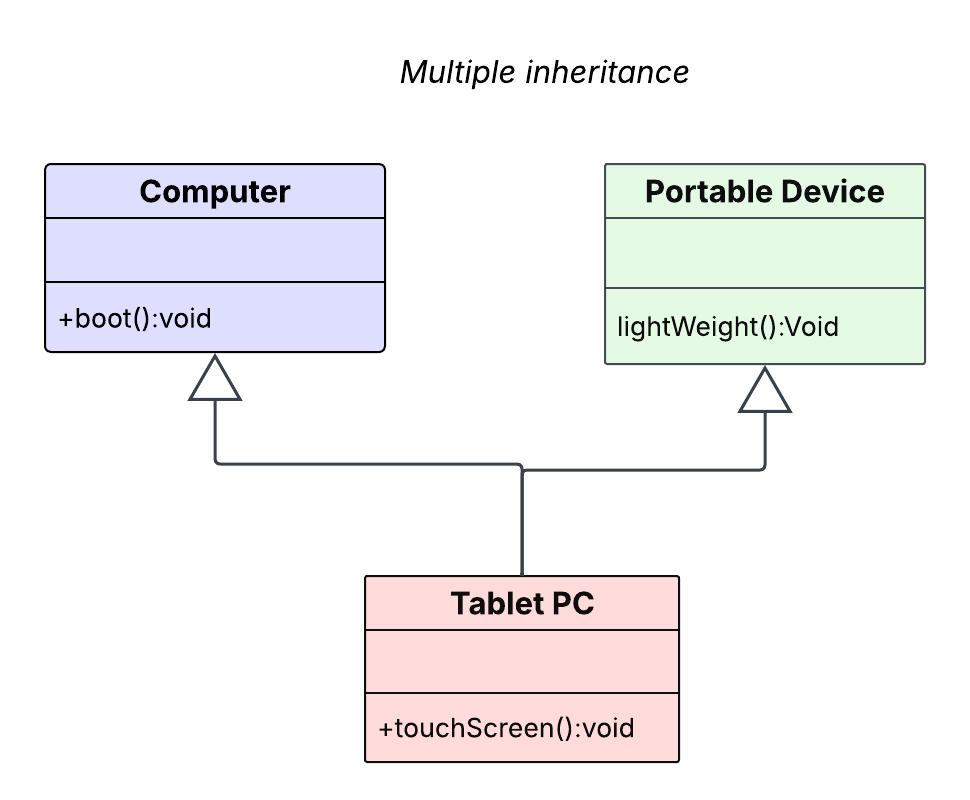 Multiple inheritance
Computer
+boot():void
Portable Device
lightWeight():Void
Tablet PC
+touchScreen():void